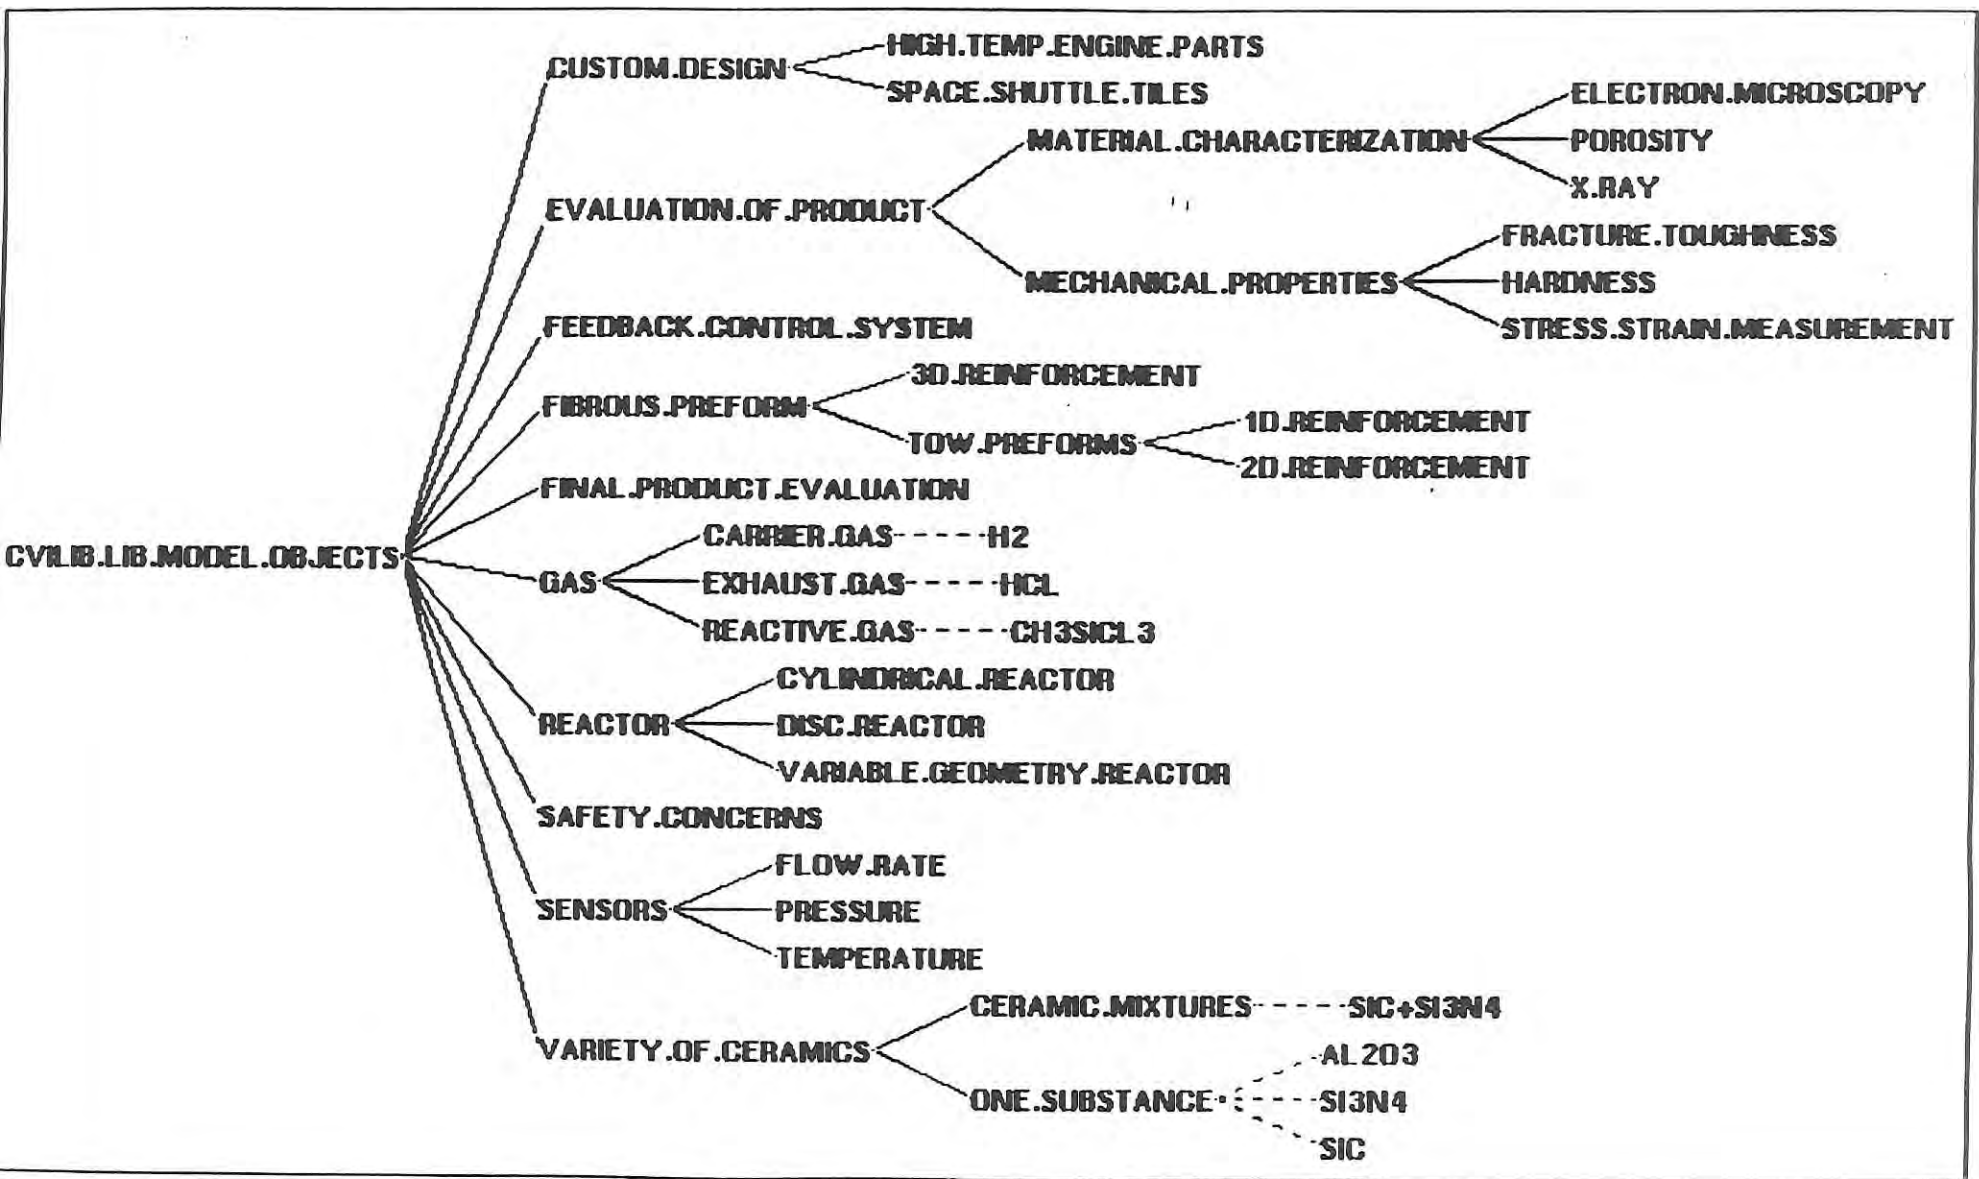 HIGH.TEMP.ENGINE.PARTS
CUSTOM.DESIGN
SPACE.SHUTTLE.TILES
ELECTRON.MICROSCOPY
MATERIAL.CHARACTERIZATION
POROSITY
X.RAY
EVALUATION.OF.PRODUCT
FRACTURE.TOUGHNESS
MECHANICAL.PROPERTIES
HARDNESS
STRESS.STRAIN.MEASUREMENT
FEEDBACK.CONTROL.SYSTEM
3D.REINFORCEMENT
FIBROUS.PREFORM
TOW.PREFORMS
1D.REINFORCEMENT
2D.REINFORCEMENT
FINAL.PRODUCT.EVALUATION
CVILIB.LIB.MODEL.OBJECTS
CARRIER.GAS
H2
GAS
EXHAUST.GAS
HCL
REACTIVE.GAS
CH3SICL3
CYLINDRICAL.REACTOR
REACTOR
DISC.REACTOR
VARIABLE.GEOMETRY.REACTOR
SAFETY.CONCERNS
FLOW.RATE
SENSORS
PRESSURE
TEMPERATURE
CERAMIC.MIXTURES
SIC+SI3N4
VARIETY.OF.CERAMICS
AL2O3
ONE.SUBSTANCE
SI3N4
SIC